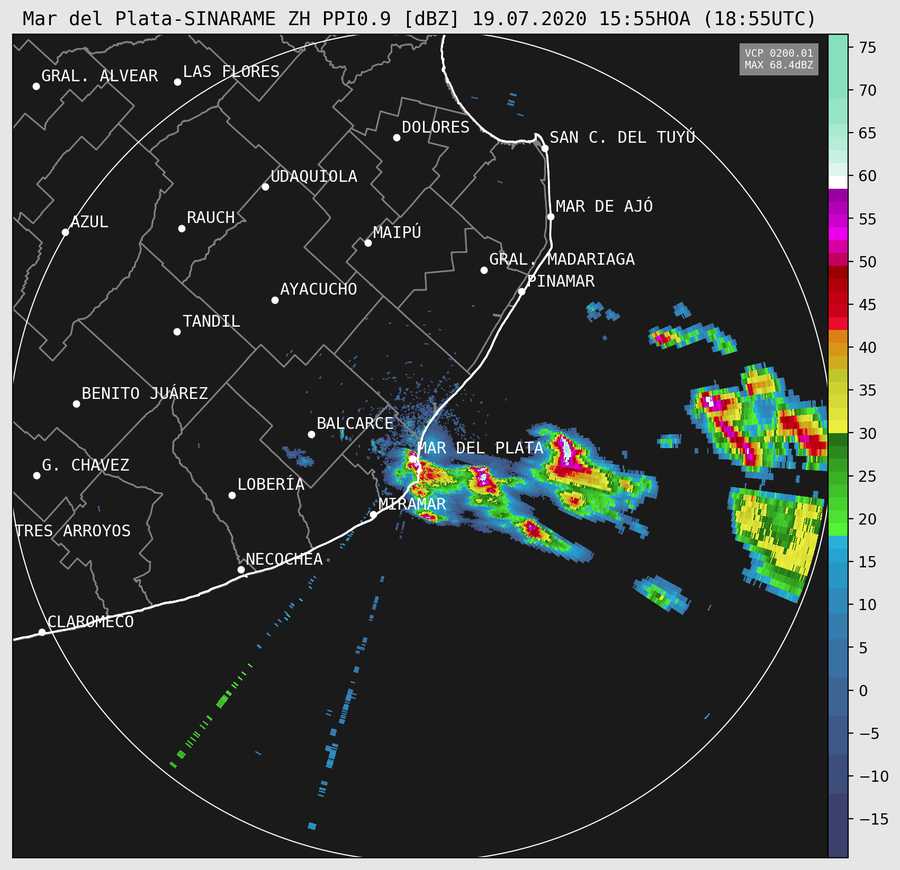 Mar del Plata-SINARAME ZH PPI0.9 [dBZ] 19.07.2020 15:55HOA (18:55UTC)
VCP 0200.01
MAX 68.4dBZ
GRAL. ALVEAR
LAS FLORES
DOLORES
SAN C. DEL TUYÚ
UDAQUIOLA
MAR DE AJÓ
AZUL
RAUCH
MAIPÚ
GRAL. MADARIAGA
PINAMAR
AYACUCHO
TANDIL
BENITO JUÁREZ
BALCARCE
MAR DEL PLATA
G. CHAVEZ
LOBERÍA
MIRAMAR
TRES ARROYOS
NECOCHEA
CLAROMECO
75
70
65
60
55
50
45
40
35
30
25
20
15
10
5
0
−5
−10
−15